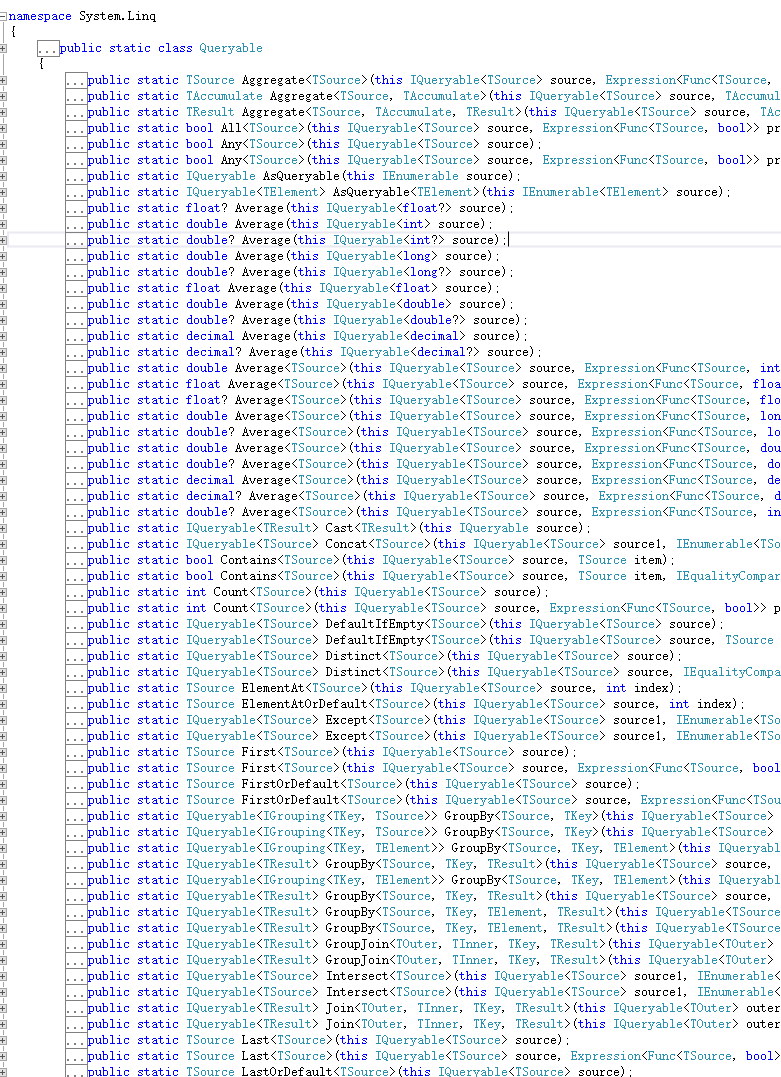 namespace System.Linq
{
...public static class Queryable
{
...public static TSource Aggregate<TSource>(this IQueryable<TSource> source, Expression<Func<TSource,
...public static TAccumulate Aggregate<TSource, TAccumulate>(this IQueryable<TSource> source, TAccumul
...public static TResult Aggregate<TSource, TAccumulate, TResult>(this IQueryable<TSource> source, TAc
...public static bool All<TSource>(this IQueryable<TSource> source, Expression<Func<TSource, bool>> pr
...public static bool Any<TSource>(this IQueryable<TSource> source);
...public static bool Any<TSource>(this IQueryable<TSource> source, Expression<Func<TSource, bool>> pr
...public static IQueryable AsQueryable(this IEnumerable source);
...public static IQueryable<TElement> AsQueryable<TElement>(this IEnumerable<TElement> source);
...public static float? Average(this IQueryable<float?> source);
...public static double Average(this IQueryable<int> source);
...public static double? Average(this IQueryable<int?> source);
...public static double Average(this IQueryable<long> source);
...public static double? Average(this IQueryable<long?> source);
...public static float Average(this IQueryable<float> source);
...public static double Average(this IQueryable<double> source);
...public static double? Average(this IQueryable<double?> source);
...public static decimal Average(this IQueryable<decimal> source);
...public static decimal? Average(this IQueryable<decimal?> source);
...public static double Average<TSource>(this IQueryable<TSource> source, Expression<Func<TSource, int
...public static float Average<TSource>(this IQueryable<TSource> source, Expression<Func<TSource, floa
...public static float? Average<TSource>(this IQueryable<TSource> source, Expression<Func<TSource, flo
...public static double Average<TSource>(this IQueryable<TSource> source, Expression<Func<TSource, lon
...public static double? Average<TSource>(this IQueryable<TSource> source, Expression<Func<TSource, lo
...public static double Average<TSource>(this IQueryable<TSource> source, Expression<Func<TSource, dou
...public static double? Average<TSource>(this IQueryable<TSource> source, Expression<Func<TSource, do
...public static decimal Average<TSource>(this IQueryable<TSource> source, Expression<Func<TSource, de
...public static decimal? Average<TSource>(this IQueryable<TSource> source, Expression<Func<TSource, d
...public static double? Average<TSource>(this IQueryable<TSource> source, Expression<Func<TSource, in
...public static IQueryable<TResult> Cast<TResult>(this IQueryable source);
...public static IQueryable<TSource> Concat<TSource>(this IQueryable<TSource> source1, IEnumerable<TSo
...public static bool Contains<TSource>(this IQueryable<TSource> source, TSource item);
...public static bool Contains<TSource>(this IQueryable<TSource> source, TSource item, IEqualityCompar
...public static int Count<TSource>(this IQueryable<TSource> source);
...public static int Count<TSource>(this IQueryable<TSource> source, Expression<Func<TSource, bool>> p
...public static IQueryable<TSource> DefaultIfEmpty<TSource>(this IQueryable<TSource> source);
...public static IQueryable<TSource> DefaultIfEmpty<TSource>(this IQueryable<TSource> source, TSource
...public static IQueryable<TSource> Distinct<TSource>(this IQueryable<TSource> source);
...public static IQueryable<TSource> Distinct<TSource>(this IQueryable<TSource> source, IEqualityCompa
...public static TSource ElementAt<TSource>(this IQueryable<TSource> source, int index);
...public static TSource ElementAtOrDefault<TSource>(this IQueryable<TSource> source, int index);
...public static IQueryable<TSource> Except<TSource>(this IQueryable<TSource> source1, IEnumerable<TSo
...public static IQueryable<TSource> Except<TSource>(this IQueryable<TSource> source1, IEnumerable<TSo
...public static TSource First<TSource>(this IQueryable<TSource> source);
...public static TSource First<TSource>(this IQueryable<TSource> source, Expression<Func<TSource, bool
...public static TSource FirstOrDefault<TSource>(this IQueryable<TSource> source);
...public static TSource FirstOrDefault<TSource>(this IQueryable<TSource> source, Expression<Func<TSou
...public static IQueryable<IGrouping<TKey, TSource>> GroupBy<TSource, TKey>(this IQueryable<TSource>
...public static IQueryable<IGrouping<TKey, TSource>> GroupBy<TSource, TKey>(this IQueryable<TSource>
...public static IQueryable<IGrouping<TKey, TElement>> GroupBy<TSource, TKey, TElement>(this IQueryabl
...public static IQueryable<TResult> GroupBy<TSource, TKey, TResult>(this IQueryable<TSource> source,
...public static IQueryable<IGrouping<TKey, TElement>> GroupBy<TSource, TKey, TElement>(this IQueryabl
...public static IQueryable<TResult> GroupBy<TSource, TKey, TResult>(this IQueryable<TSource> source,
...public static IQueryable<TResult> GroupBy<TSource, TKey, TElement, TResult>(this IQueryable<TSource
...public static IQueryable<TResult> GroupBy<TSource, TKey, TElement, TResult>(this IQueryable<TSource
...public static IQueryable<TResult> GroupJoin<TOuter, TInner, TKey, TResult>(this IQueryable<TOuter>
...public static IQueryable<TResult> GroupJoin<TOuter, TInner, TKey, TResult>(this IQueryable<TOuter>
...public static IQueryable<TSource> Intersect<TSource>(this IQueryable<TSource> source1, IEnumerable<
...public static IQueryable<TSource> Intersect<TSource>(this IQueryable<TSource> source1, IEnumerable<
...public static IQueryable<TResult> Join<TOuter, TInner, TKey, TResult>(this IQueryable<TOuter> outer
...public static IQueryable<TResult> Join<TOuter, TInner, TKey, TResult>(this IQueryable<TOuter> outer
...public static TSource Last<TSource>(this IQueryable<TSource> source);
...public static TSource Last<TSource>(this IQueryable<TSource> source, Expression<Func<TSource, bool>
...public static TSource LastOrDefault<TSource>(this IQueryable<TSource> source);